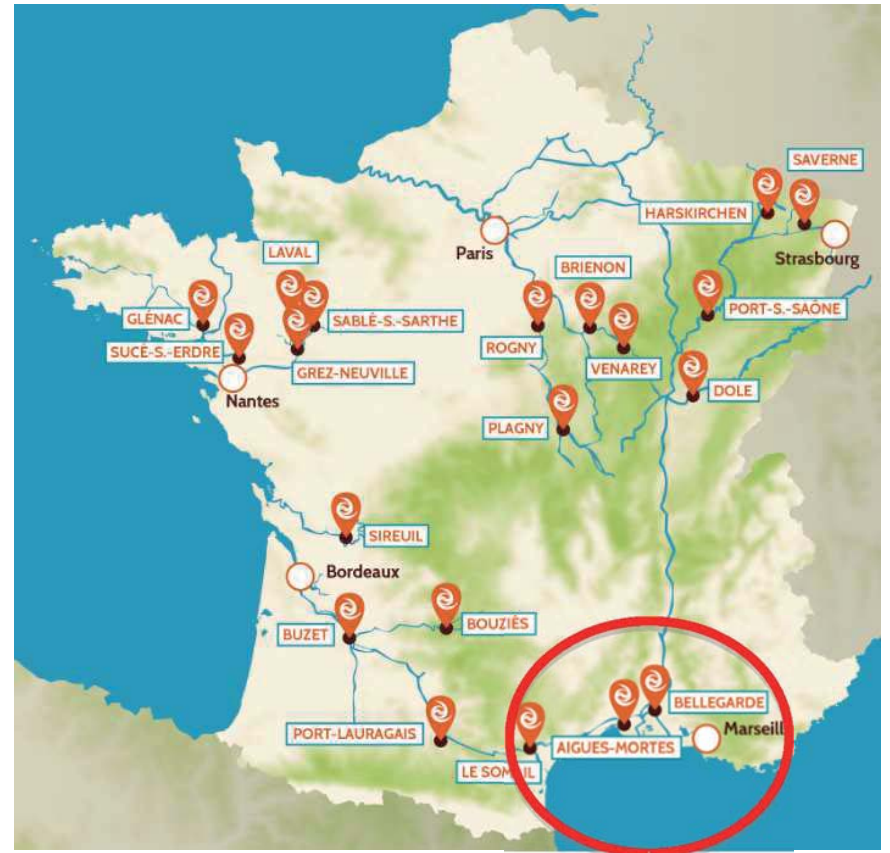 SAVERNE
HARSKIRCHEN
Paris
Strasbourg
LAVAL
BRIENON
GLÉNAC
SABLÉ-S.-SARTHE
ROGNY
PORT-S.-SAÔNE
SUCÉ-S.-ERDRE
GREZ-NEUVILLE
VENAREY
DOLE
Nantes
PLAGNY
SIREUIL
Bordeaux
BUZET
BOUZIÈS
BELLEGARDE
PORT-LAURAGAIS
AIGUES-MORTES
Marseill
LE SOMAIL